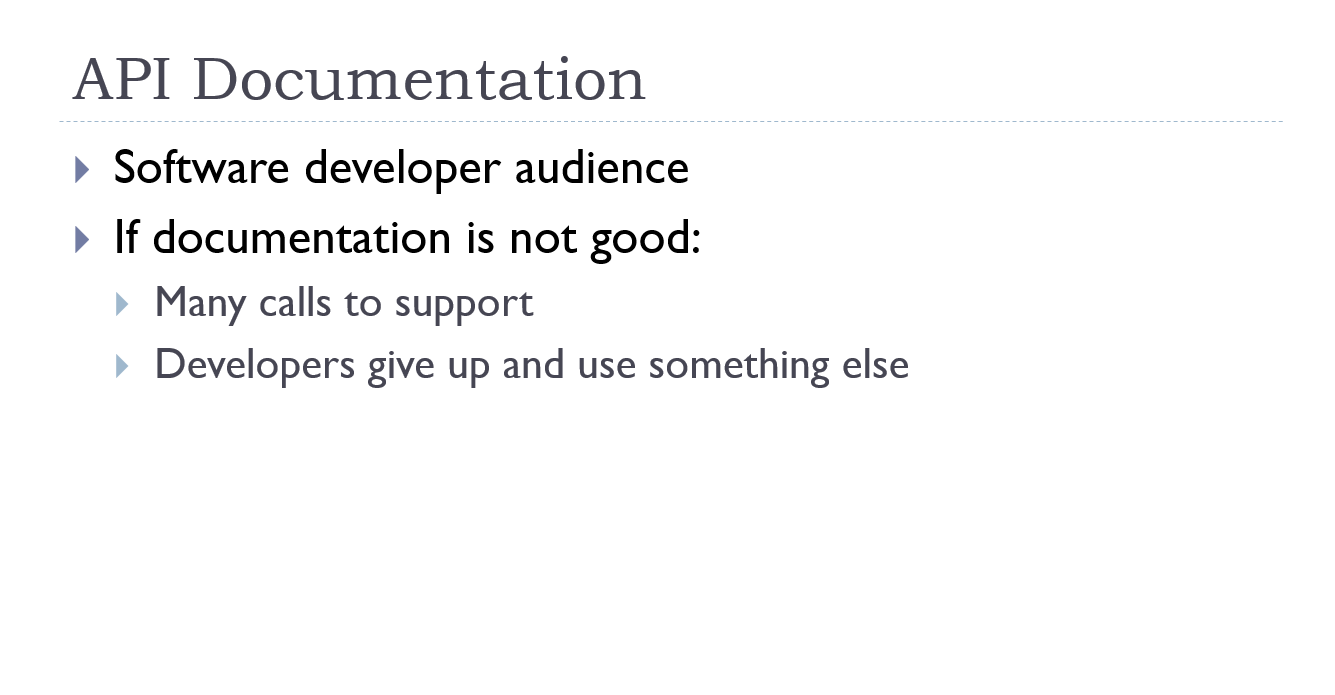 API Documentation
Software developer audience
If documentation is not good:
Many calls to support
Developers give up and use something else